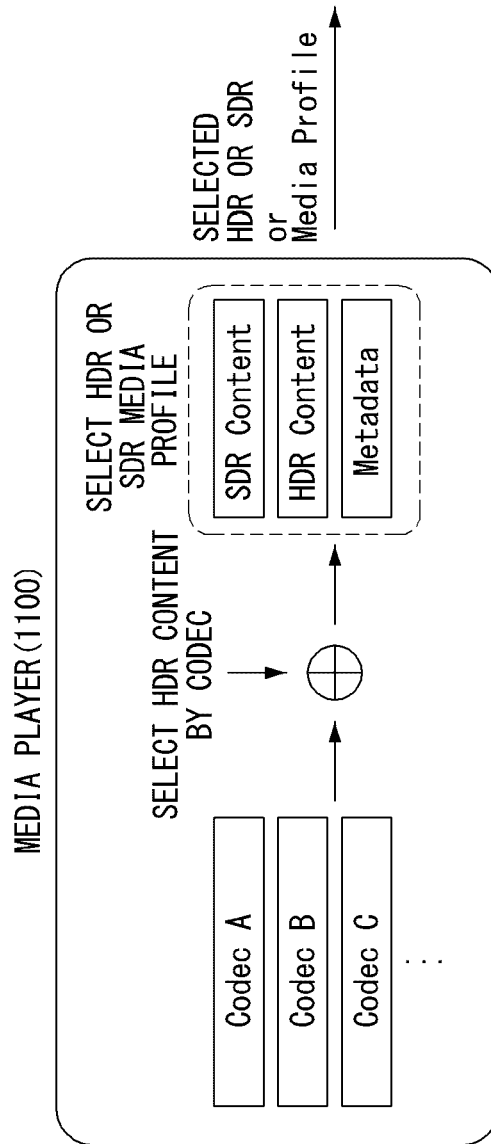 MEDIA PLAYER(1100)
Codec A
Codec B
Codec C
...
SELECT HDR CONTENT
BY CODEC
SELECT HDR OR
SDR MEDIA
PROFILE
SDR Content
HDR Content
Metadata
SELECTED
HDR OR SDR
or
Media Profile